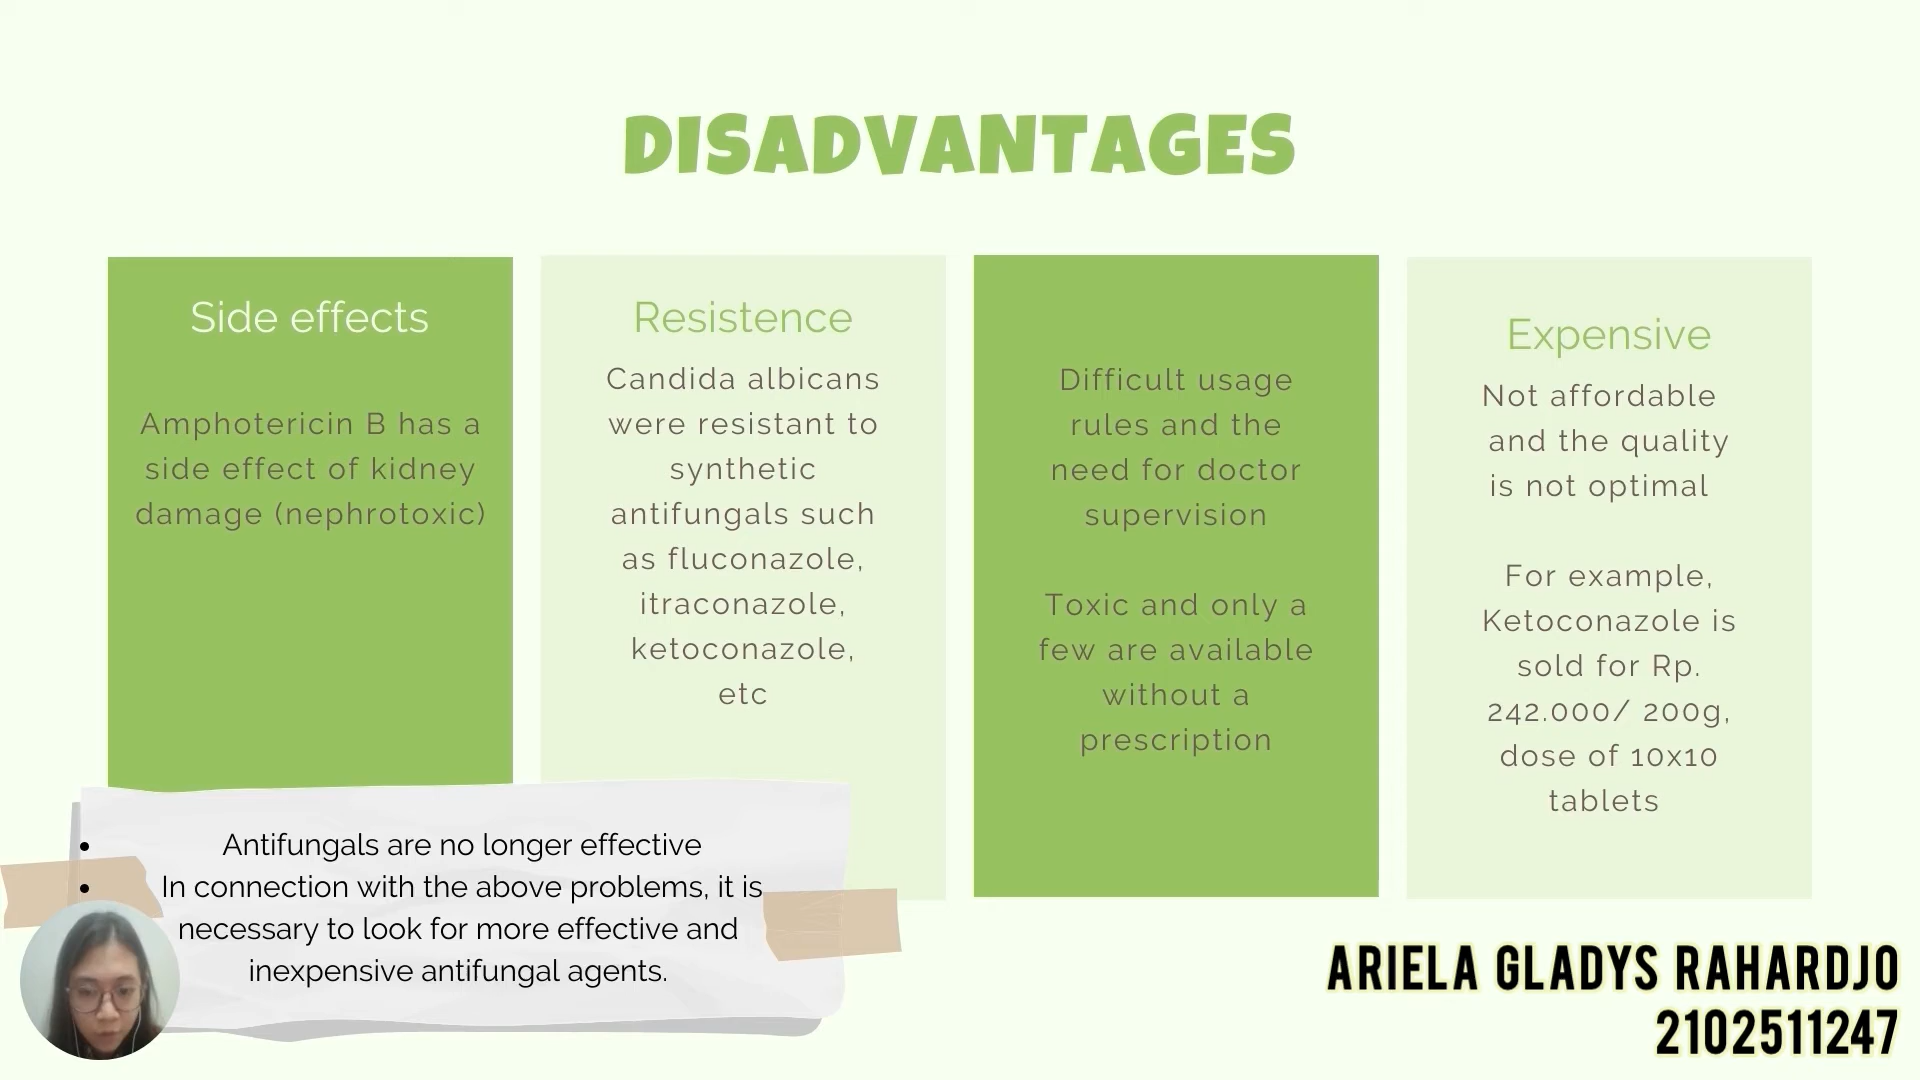 DISADVANTAGES
Side effects
Amphotericin B has a
side effect of kidney
damage (nephrotoxic)
Resistence
Candida albicans
were resistant to
synthetic
antifungals such
as fluconazole,
itraconazole,
ketoconazole,
etc
Difficult usage
rules and the
need for doctor
supervision
Toxic and only a
few are available
without a
prescription
Expensive
Not affordable
and the quality
is not optimal
For example,
Ketoconazole is
sold for Rp.
242.000/ 200g,
dose of 10x10
tablets
• Antifungals are no longer effective
• In connection with the above problems, it is
necessary to look for more effective and
inexpensive antifungal agents.
ARIELA GLADYS RAHARDJO
2102511247